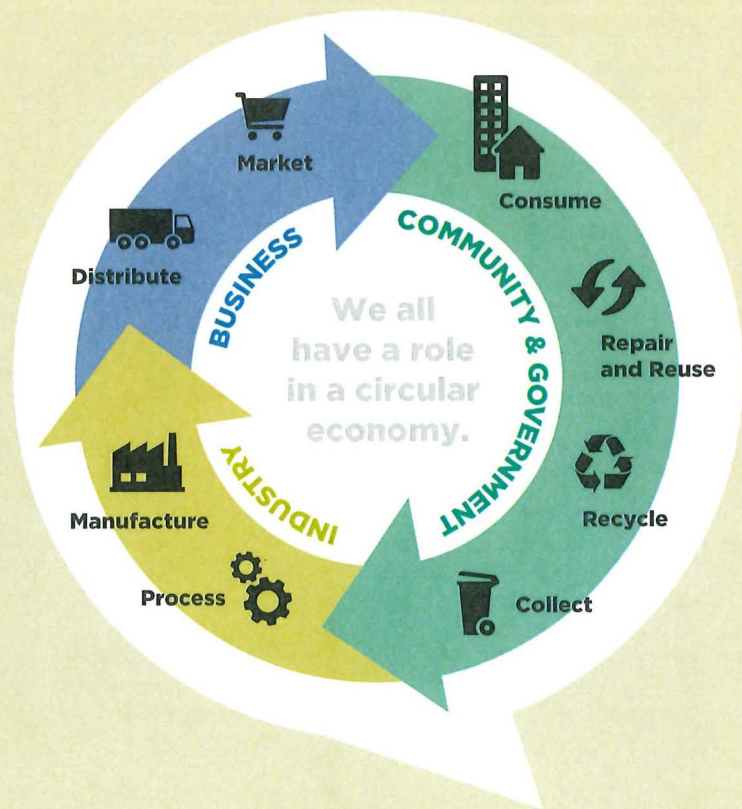 Market
Distribute
BUSINESS
COMMUNITY & GOVERNMENT
Consume
Repair
and Reuse
Recycle
Collect
Process
Manufacture
INDUSTRY
We all
have a role
in a circular
economy.